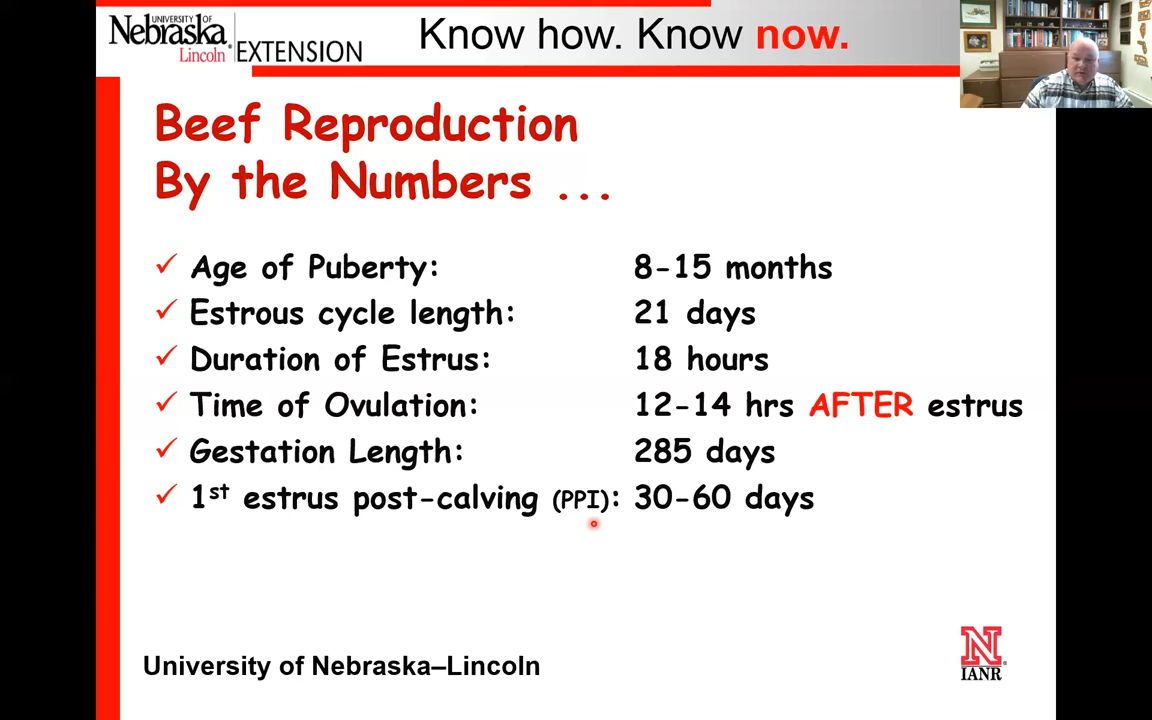 UNIVERSITY OF
Nebraska
Lincoln
EXTENSION
Know how. Know now.
Beef Reproduction
By the Numbers ...
✓ Age of Puberty: 8-15 months
✓ Estrous cycle length: 21 days
✓ Duration of Estrus: 18 hours
✓ Time of Ovulation: 12-14 hrs AFTER estrus
✓ Gestation Length: 285 days
✓ 1st estrus post-calving (PPI): 30-60 days
University of Nebraska–Lincoln
N
IANR